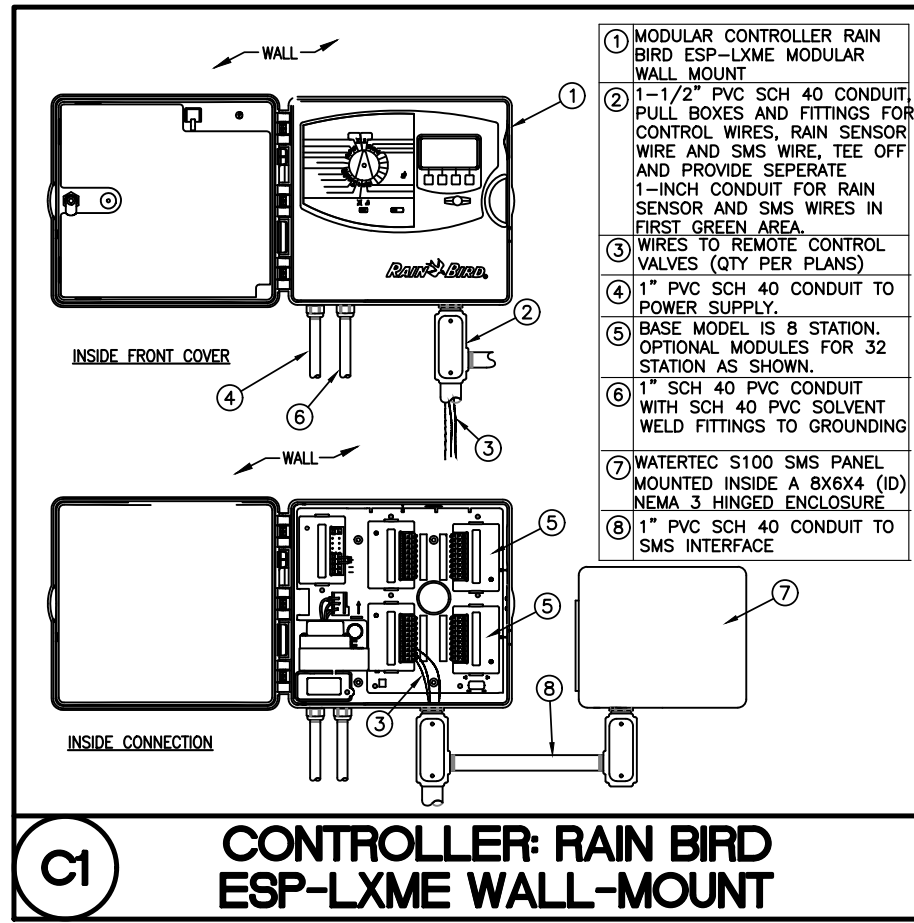 WALL
1
RAIN BIRD.
2
INSIDE FRONT COVER
4
6
3
WALL
5
5
7
3
8
INSIDE CONNECTION
1 MODULAR CONTROLLER RAIN
BIRD ESP-LXME MODULAR
WALL MOUNT
2 1-1/2" PVC SCH 40 CONDUIT,
PULL BOXES AND FITTINGS FOR
CONTROL WIRES, RAIN SENSOR
WIRE AND SMS WIRE, TEE OFF
AND PROVIDE SEPERATE
1-INCH CONDUIT FOR RAIN
SENSOR AND SMS WIRES IN
FIRST GREEN AREA.
3 WIRES TO REMOTE CONTROL
VALVES (QTY PER PLANS)
4 1" PVC SCH 40 CONDUIT TO
POWER SUPPLY.
5 BASE MODEL IS 8 STATION.
OPTIONAL MODULES FOR 32
STATION AS SHOWN.
6 1" SCH 40 PVC CONDUIT
WITH SCH 40 PVC SOLVENT
WELD FITTINGS TO GROUNDING
7 WATERTEC S100 SMS PANEL
MOUNTED INSIDE A 8X6X4 (ID)
NEMA 3 HINGED ENCLOSURE
8 1" PVC SCH 40 CONDUIT TO
SMS INTERFACE
C1
CONTROLLER: RAIN BIRD
ESP-LXME WALL-MOUNT